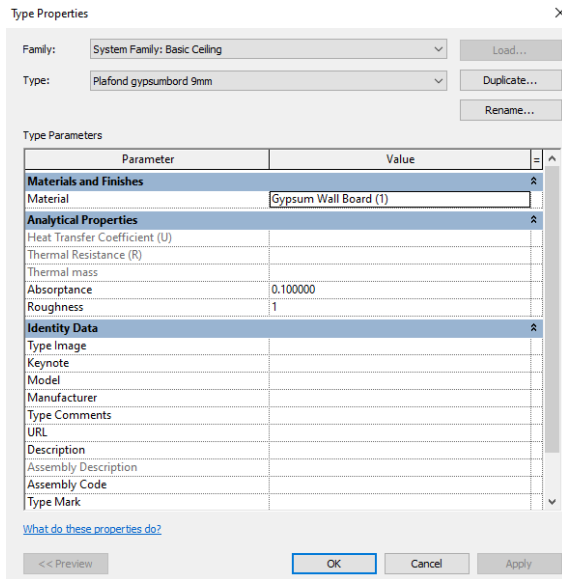 Type Properties
Family: System Family: Basic Ceiling Load...
Type: Plafond gypsumbord 9mm Duplicate...
Rename...
Type Parameters
Parameter Value =
Materials and Finishes
Material Gypsum Wall Board (1)
Analytical Properties
Heat Transfer Coefficient (U)
Thermal Resistance (R)
Thermal mass
Absorptance 0.100000
Roughness 1
Identity Data
Type Image
Keynote
Model
Manufacturer
Type Comments
URL
Description
Assembly Description
Assembly Code
Type Mark
What do these properties do?
<< Preview OK Cancel Apply